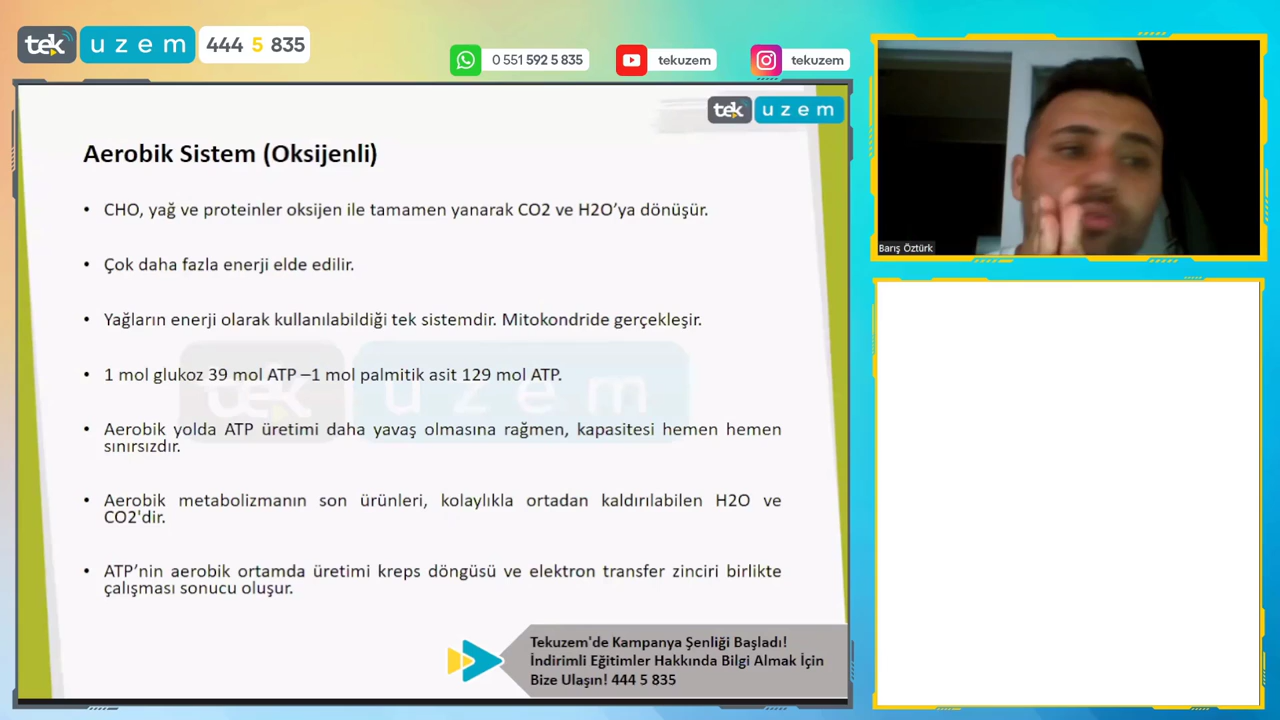 tek uzem 444 5 835
0 551 592 5 835
tekuzem
tekuzem
tek uzem
Aerobik Sistem (Oksijenli)
• CHO, yağ ve proteinler oksijen ile tamamen yanarak CO2 ve H2O’ya dönüşür.
• Çok daha fazla enerji elde edilir.
• Yağların enerji olarak kullanılabildiği tek sistemdir. Mitokondride gerçekleşir.
• 1 mol glukoz 39 mol ATP –1 mol palmitik asit 129 mol ATP.
tek uzem
• Aerobik yolda ATP üretimi daha yavaş olmasına rağmen, kapasitesi hemen hemen
sınırsızdır.
• Aerobik metabolizmanın son ürünleri, kolaylıkla ortadan kaldırılabilen H2O ve
CO2'dir.
• ATP’nin aerobik ortamda üretimi kreps döngüsü ve elektron transfer zinciri birlikte
çalışması sonucu oluşur.
Tekuzem'de Kampanya Şenliği Başladı!
İndirimli Eğitimler Hakkında Bilgi Almak İçin
Bize Ulaşın! 444 5 835
Barış Öztürk